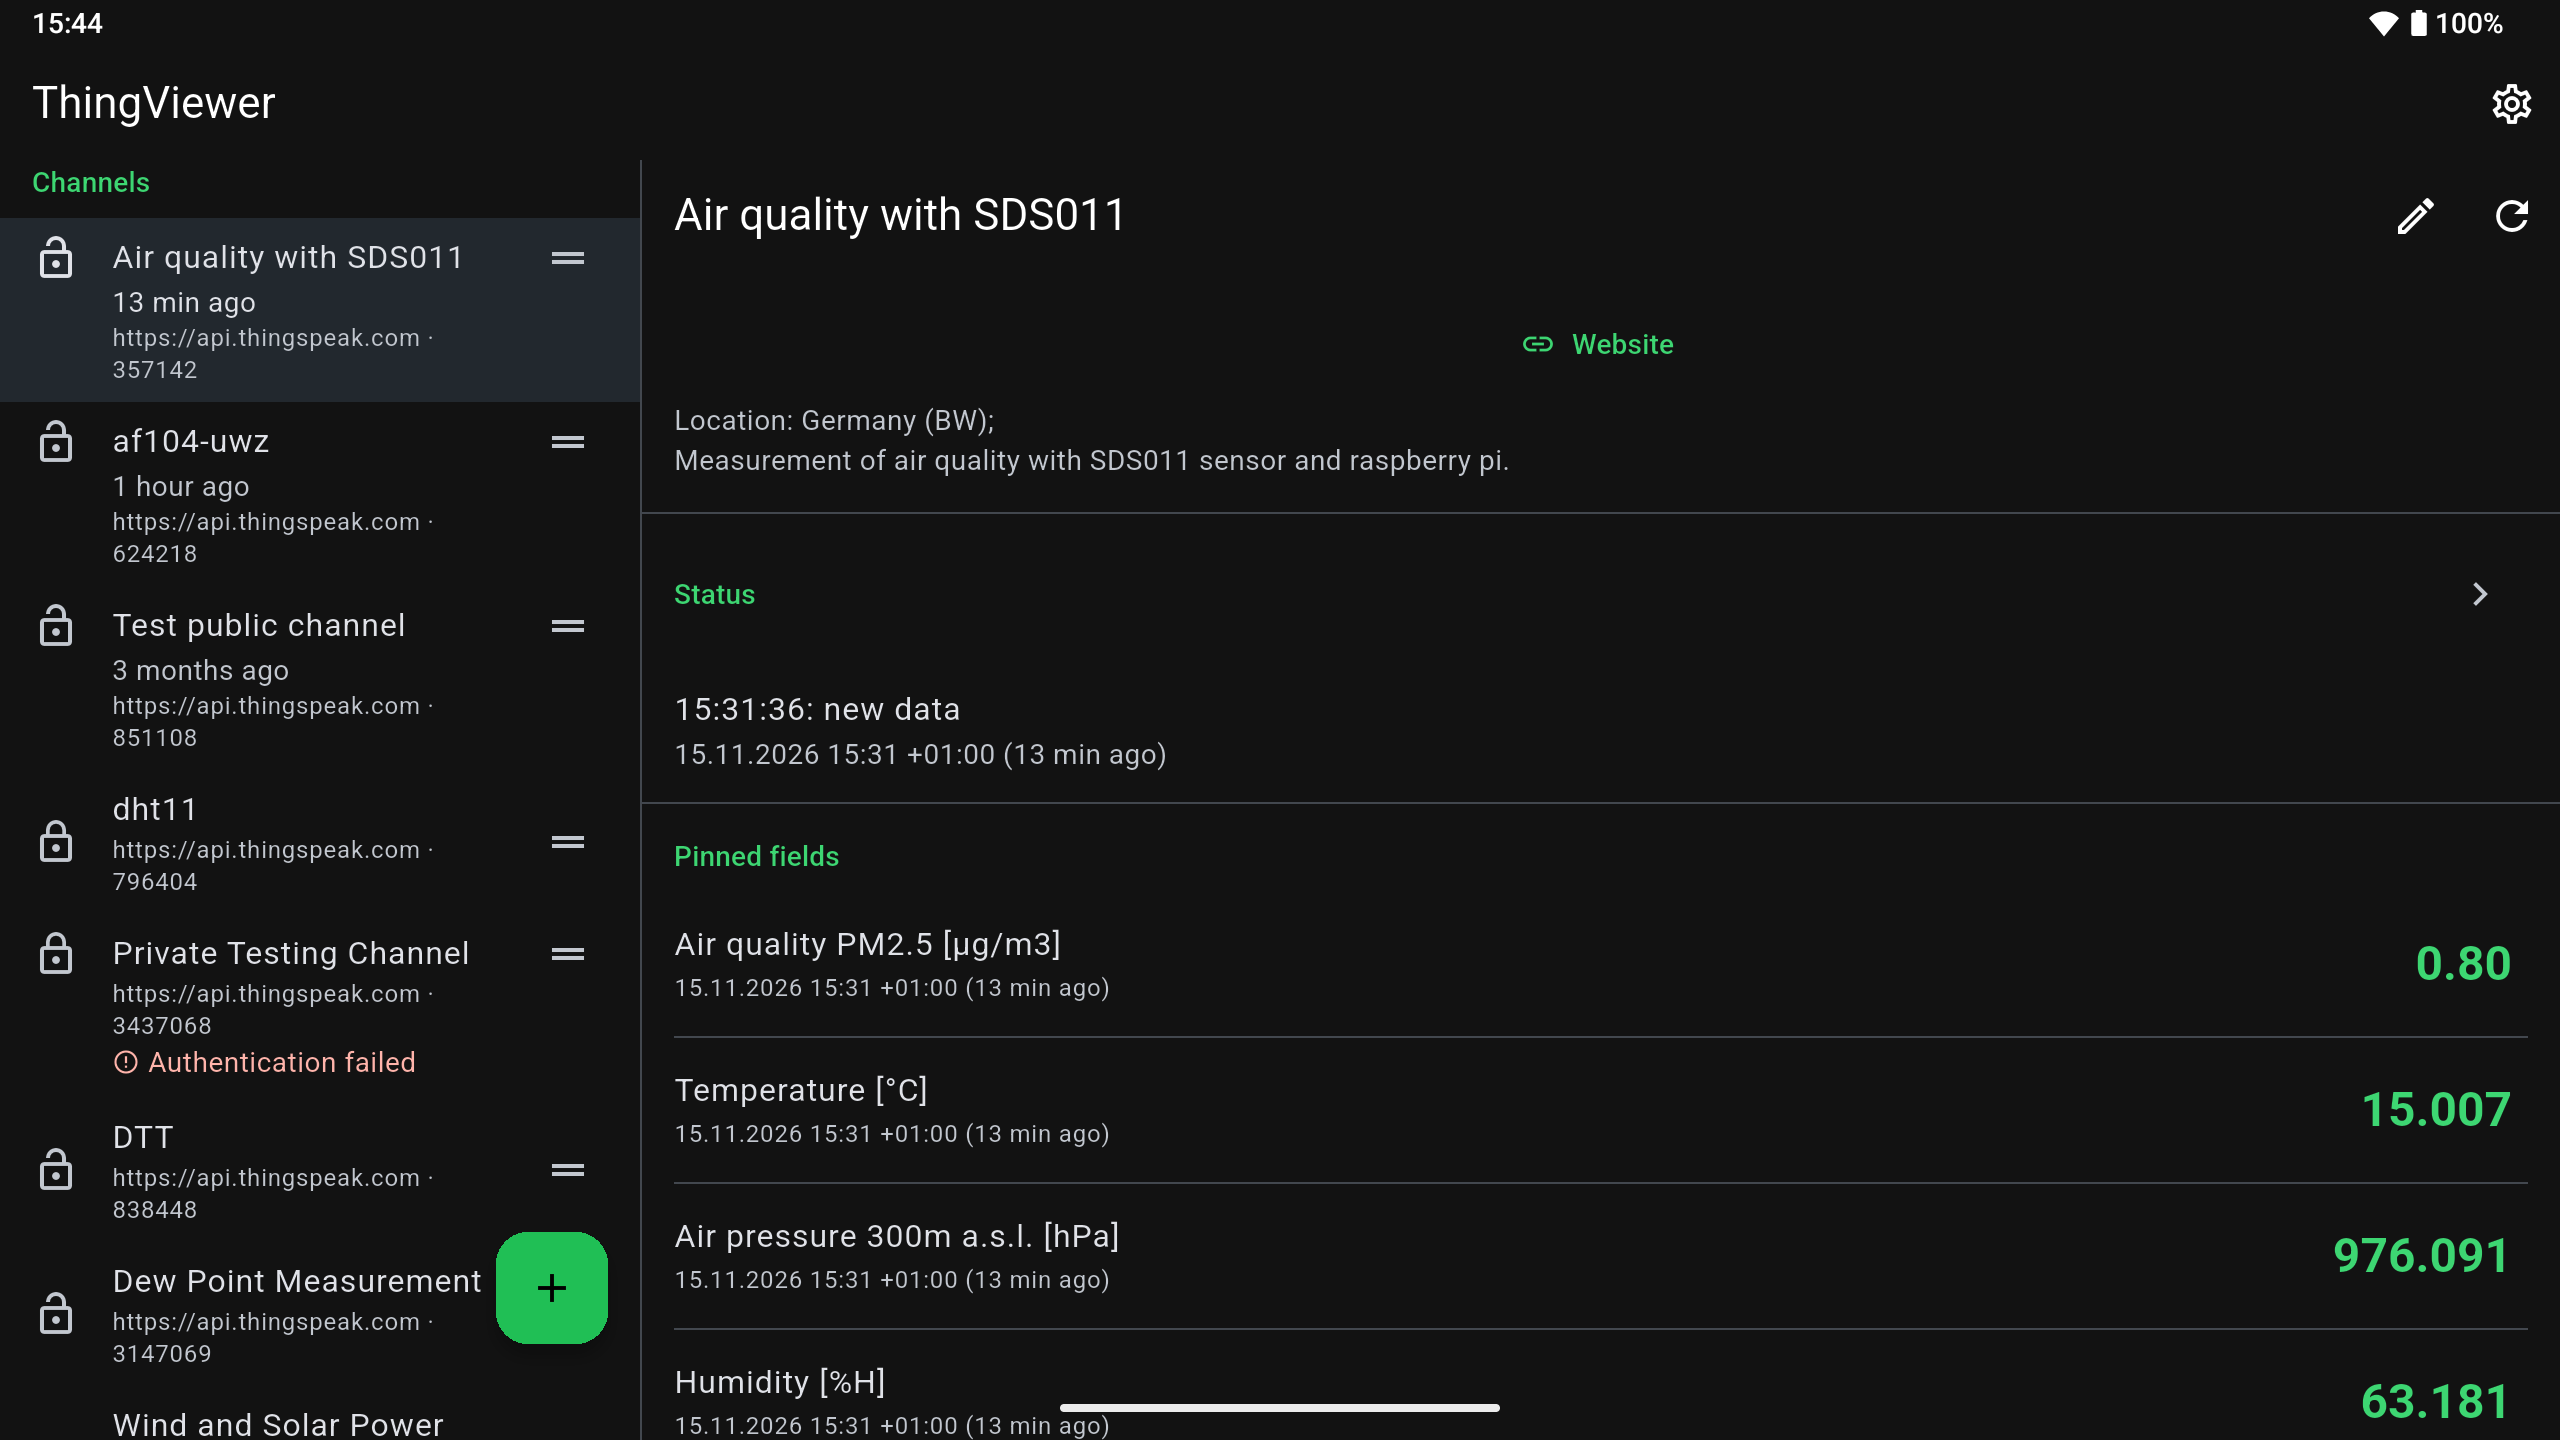 15:44
100%
ThingViewer
Channels
Air quality with SDS011
13 min ago
https://api.thingspeak.com ·
357142
af104-uwz
1 hour ago
https://api.thingspeak.com ·
624218
Test public channel
3 months ago
https://api.thingspeak.com ·
851108
dht11
https://api.thingspeak.com ·
796404
Private Testing Channel
https://api.thingspeak.com ·
3437068
Authentication failed
DTT
https://api.thingspeak.com ·
838448
Dew Point Measurement
https://api.thingspeak.com ·
3147069
Wind and Solar Power
Air quality with SDS011
Website
Location: Germany (BW);
Measurement of air quality with SDS011 sensor and raspberry pi.
Status
15:31:36: new data
15.11.2026 15:31 +01:00 (13 min ago)
Pinned fields
Air quality PM2.5 [µg/m3]
15.11.2026 15:31 +01:00 (13 min ago)
0.80
Temperature [°C]
15.11.2026 15:31 +01:00 (13 min ago)
15.007
Air pressure 300m a.s.l. [hPa]
15.11.2026 15:31 +01:00 (13 min ago)
976.091
Humidity [%H]
15.11.2026 15:31 +01:00 (13 min ago)
63.181